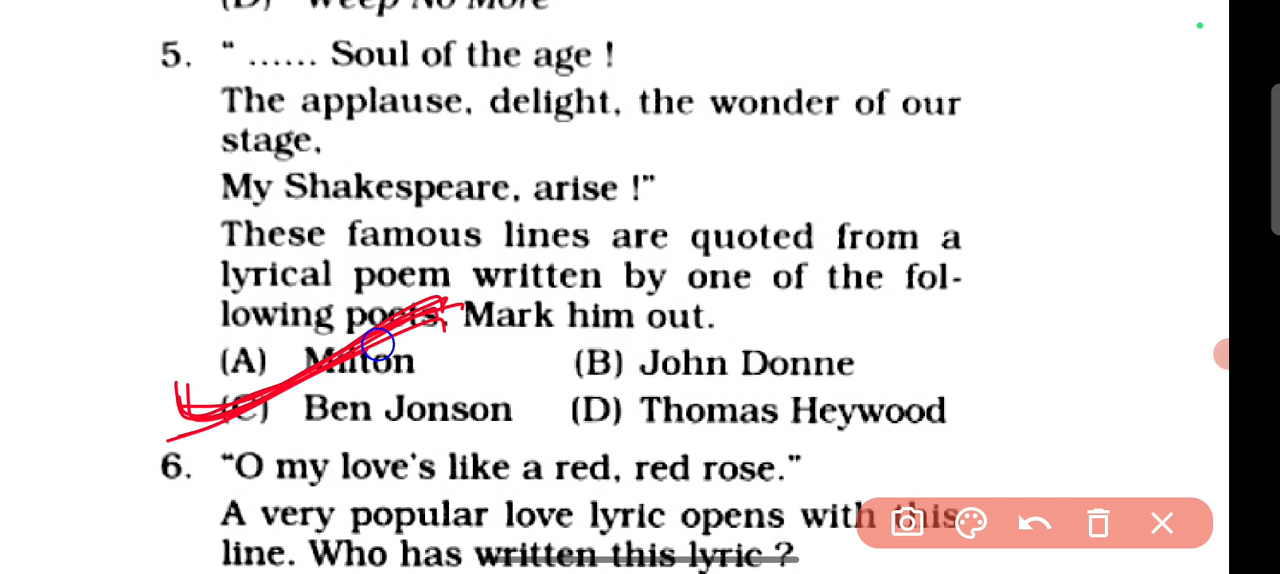 (D) Weep No More
5. “ ...... Soul of the age !
The applause, delight, the wonder of our
stage,
My Shakespeare, arise !”
These famous lines are quoted from a
lyrical poem written by one of the fol-
lowing poets. Mark him out.
(A) Milton (B) John Donne
(C) Ben Jonson (D) Thomas Heywood
6. “O my love's like a red, red rose.”
A very popular love lyric opens with this
line. Who has written this lyric ?